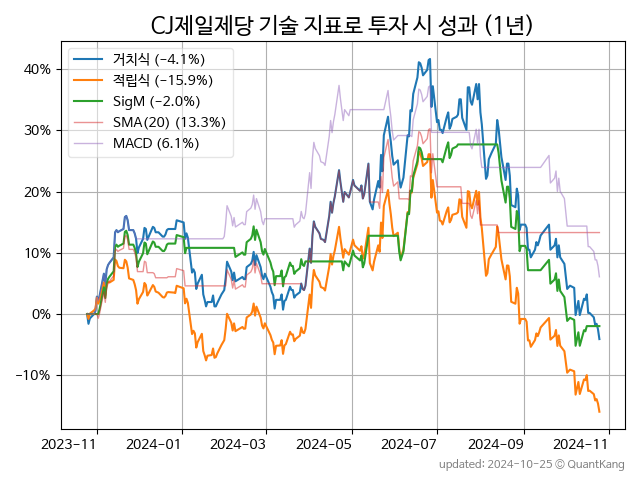 CJ제일제당 기술 지표로 투자 시 성과 (1년)
거치식 (−4.1%)
적립식 (−15.9%)
SigM (−2.0%)
SMA(20) (13.3%)
MACD (6.1%)
40%
30%
20%
10%
0%
−10%
2023−11 2024−01 2024−03 2024−05 2024−07 2024−09 2024−11
updated: 2024-10-25 © QuantKang